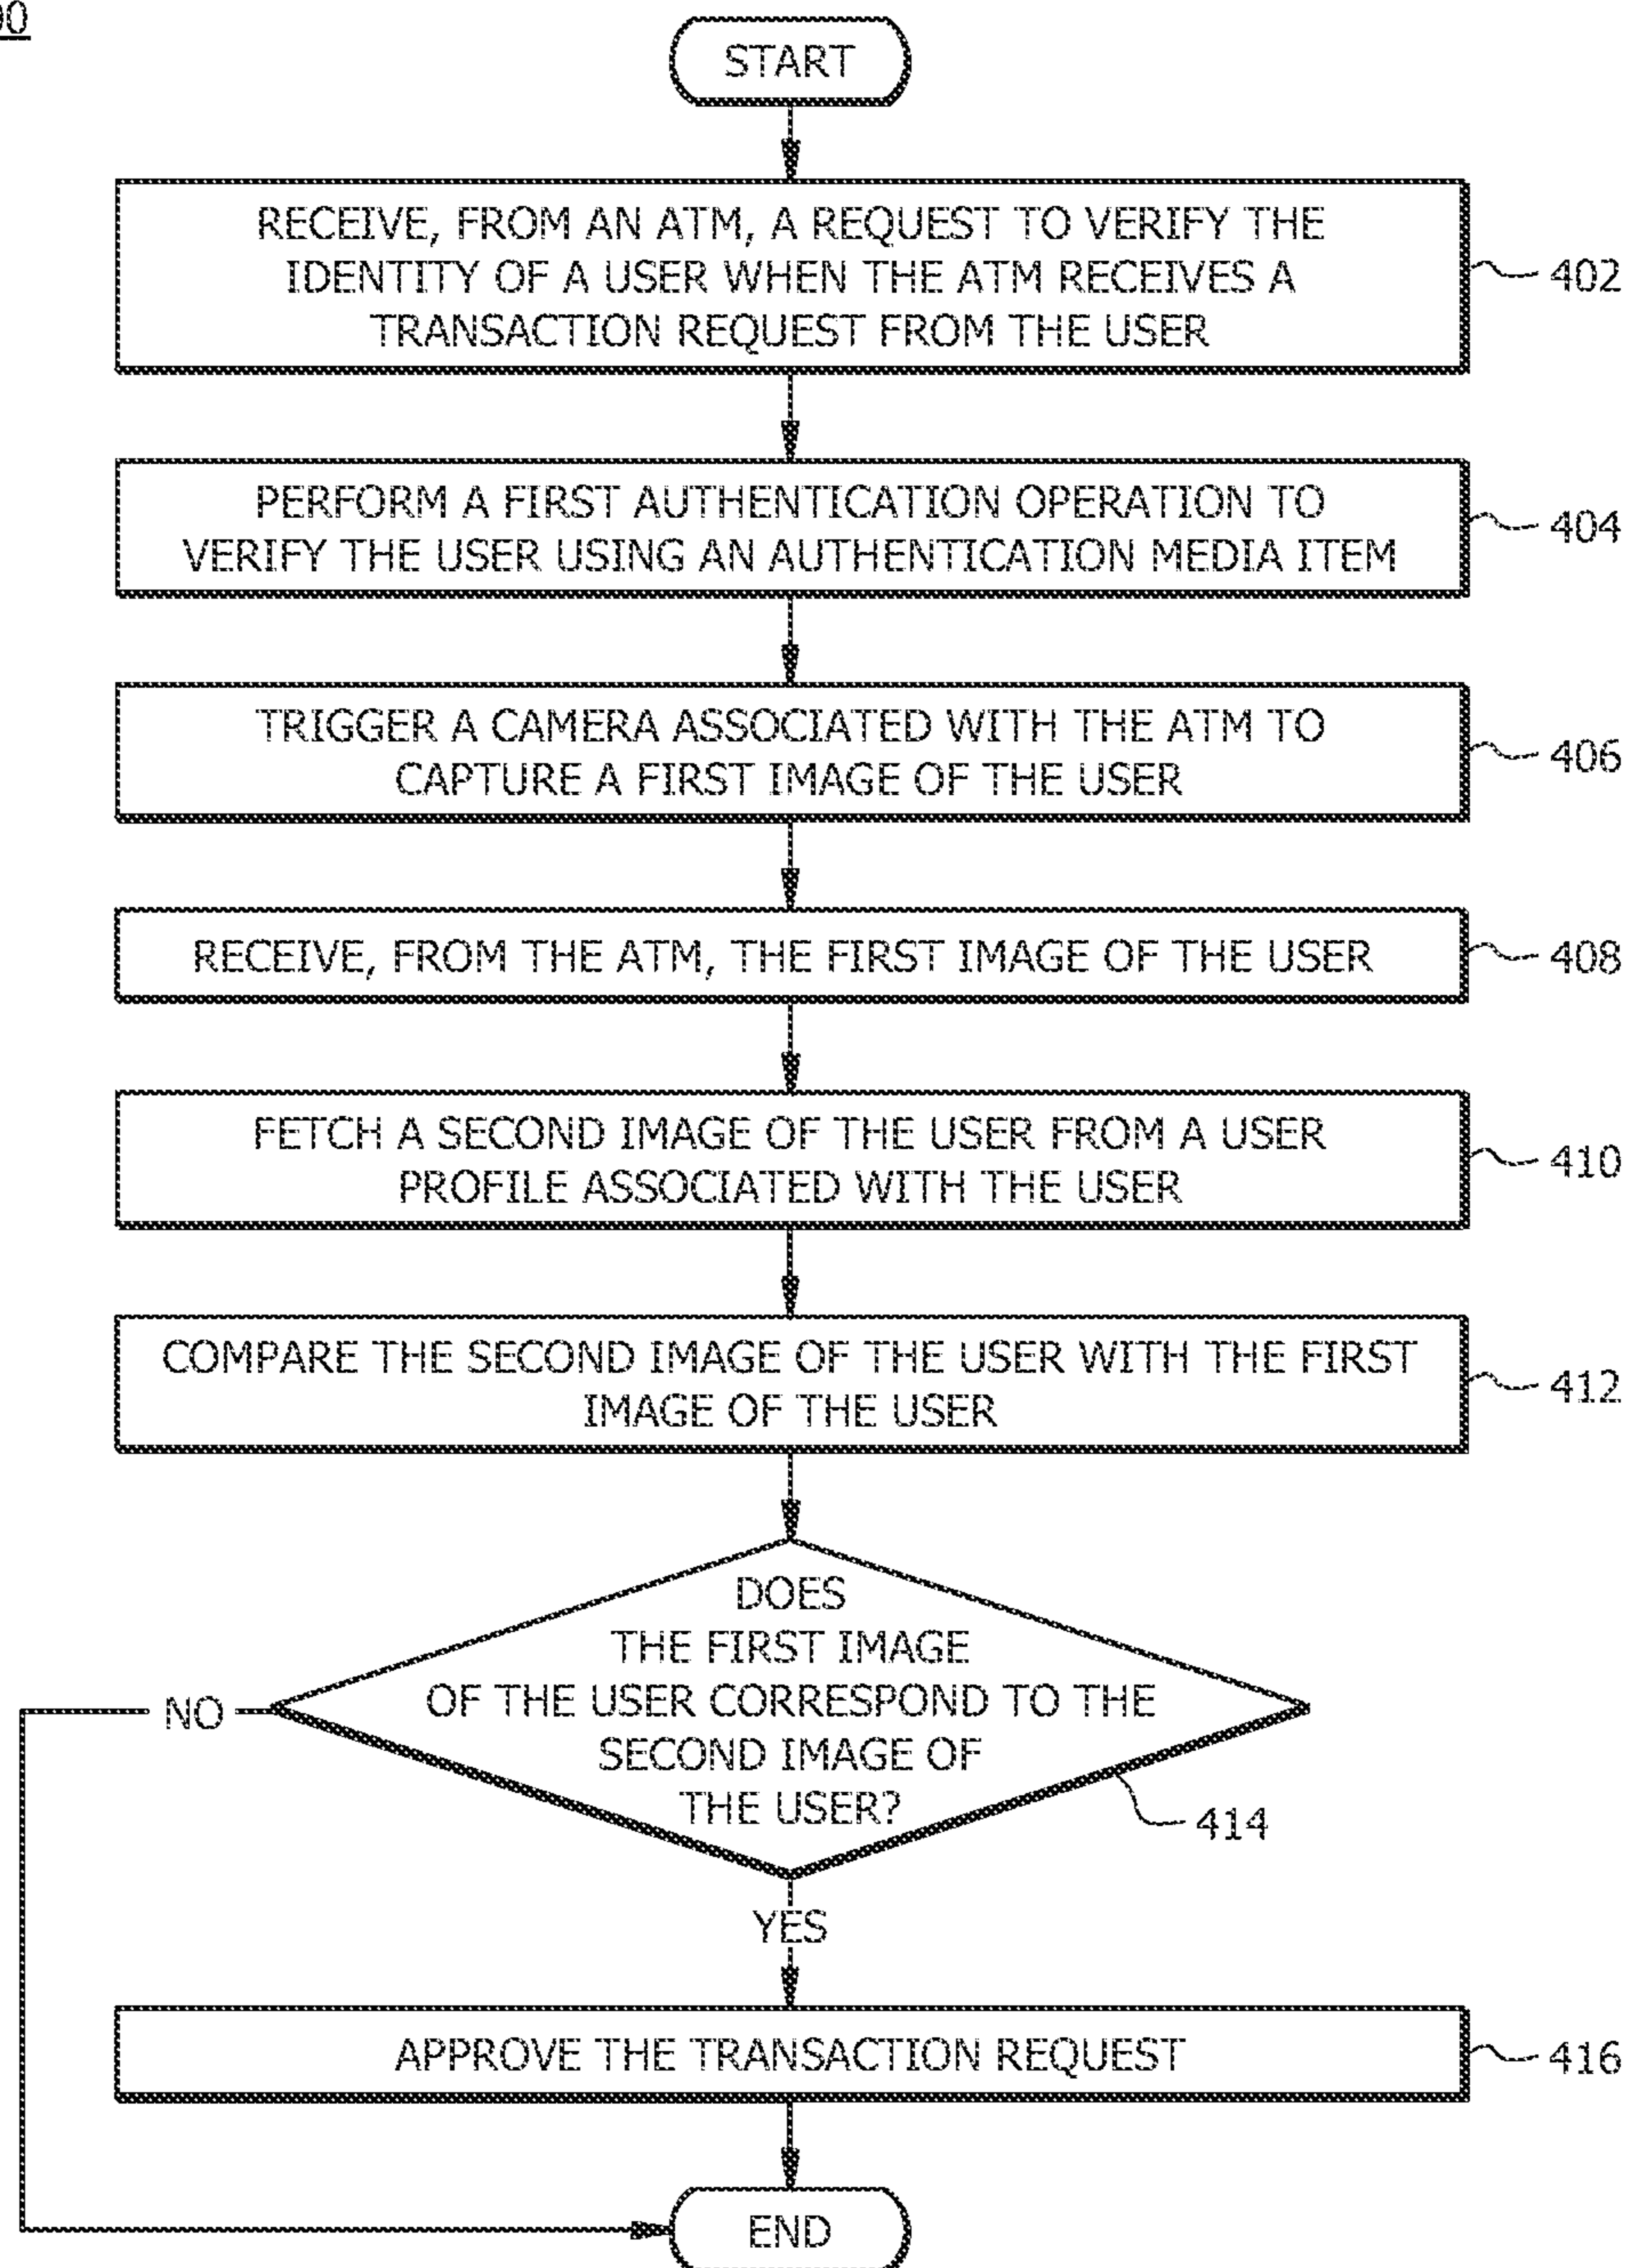 00
START
RECEIVE, FROM AN ATM, A REQUEST TO VERIFY THE
IDENTITY OF A USER WHEN THE ATM RECEIVES A
TRANSACTION REQUEST FROM THE USER
402
PERFORM A FIRST AUTHENTICATION OPERATION TO
VERIFY THE USER USING AN AUTHENTICATION MEDIA ITEM
404
TRIGGER A CAMERA ASSOCIATED WITH THE ATM TO
CAPTURE A FIRST IMAGE OF THE USER
406
RECEIVE, FROM THE ATM, THE FIRST IMAGE OF THE USER
408
FETCH A SECOND IMAGE OF THE USER FROM A USER
PROFILE ASSOCIATED WITH THE USER
410
COMPARE THE SECOND IMAGE OF THE USER WITH THE FIRST
IMAGE OF THE USER
412
DOES
THE FIRST IMAGE
OF THE USER CORRESPOND TO THE
SECOND IMAGE OF
THE USER?
NO
414
YES
APPROVE THE TRANSACTION REQUEST
416
END